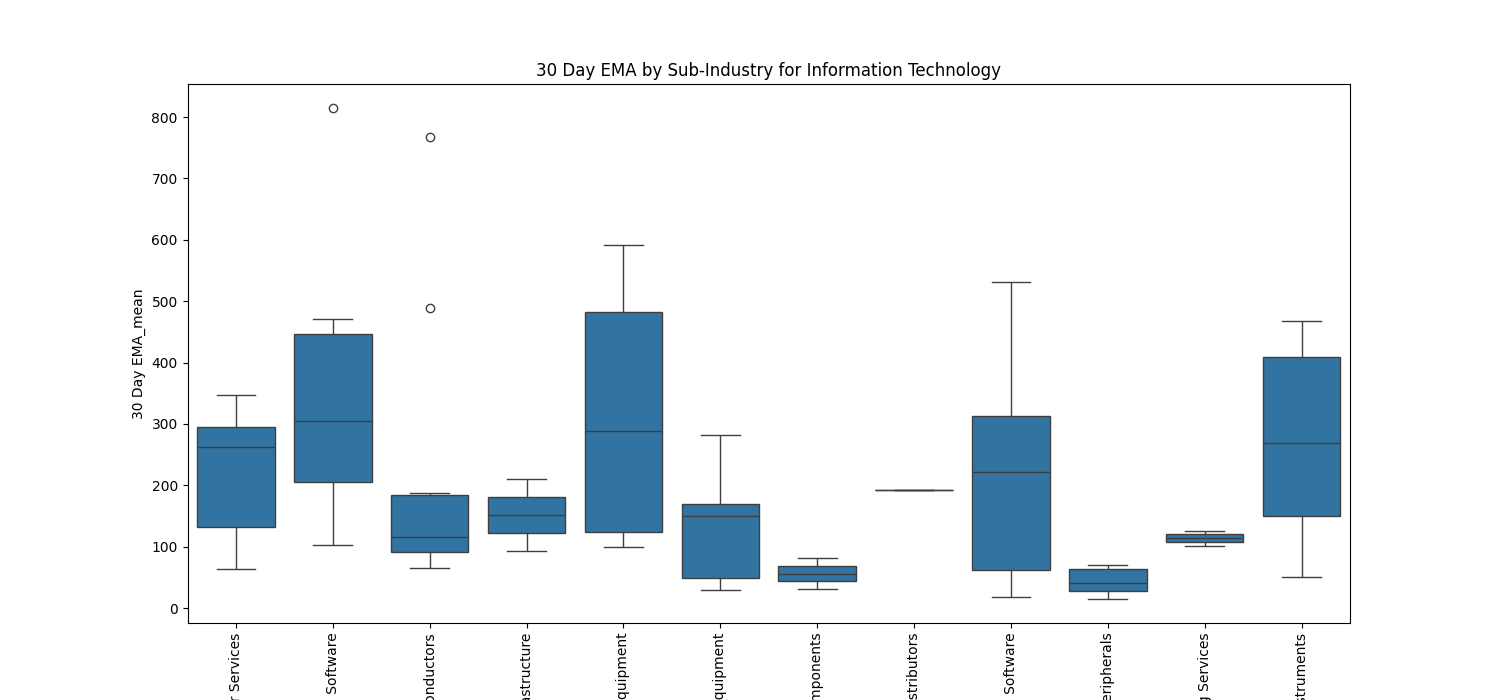 30 Day EMA by Sub-Industry for Information Technology
800
700
600
500
400
300
200
100
0
30 Day EMA_mean
Services
Software
onductors
astructure
quipment
quipment
mponents
stributors
Software
eripherals
Services
struments